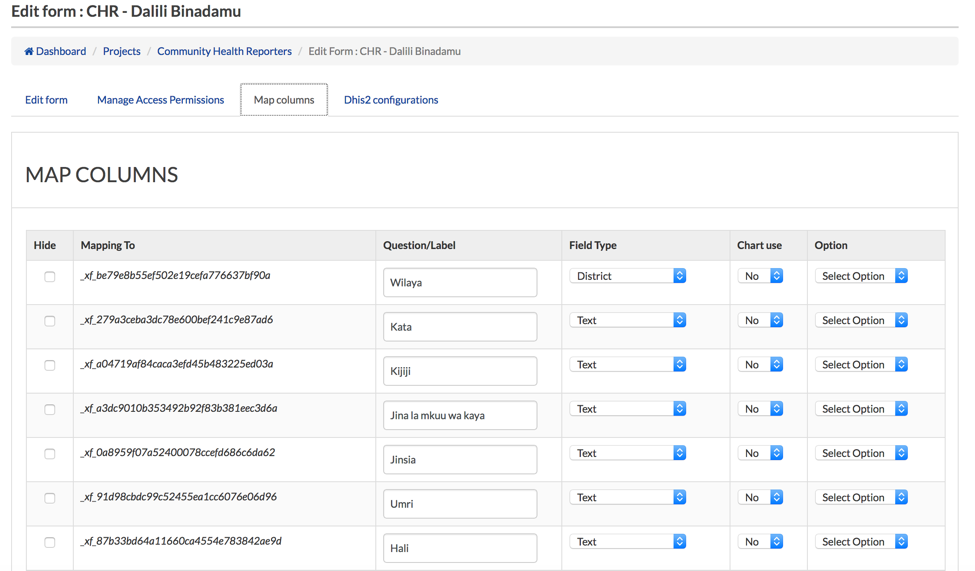 Edit form : CHR - Dalili Binadamu
Dashboard / Projects / Community Health Reporters / Edit Form : CHR - Dalili Binadamu
Edit form Manage Access Permissions Map columns Dhis2 configurations
MAP COLUMNS
Hide Mapping To Question/Label Field Type Chart use Option
_xf_be79e8b55ef502e19cefa776637bf90a Wilaya District No Select Option
_xf_279a3ceba3dc78e600bef241c9e87ad6 Kata Text No Select Option
_xf_a04719af84caca3efd45b483225ed03a Kijiji Text No Select Option
_xf_a3dc9010b353492b92f83b381eec3d6a Jina la mkuu wa kaya Text No Select Option
_xf_0a8959f07a52400078ccefd686c6da62 Jinsia Text No Select Option
_xf_91d98cbdc99c52455ea1cc6076e06d96 Umri Text No Select Option
_xf_87b33bd64a11660ca4554e783842ae9d Hali Text No Select Option